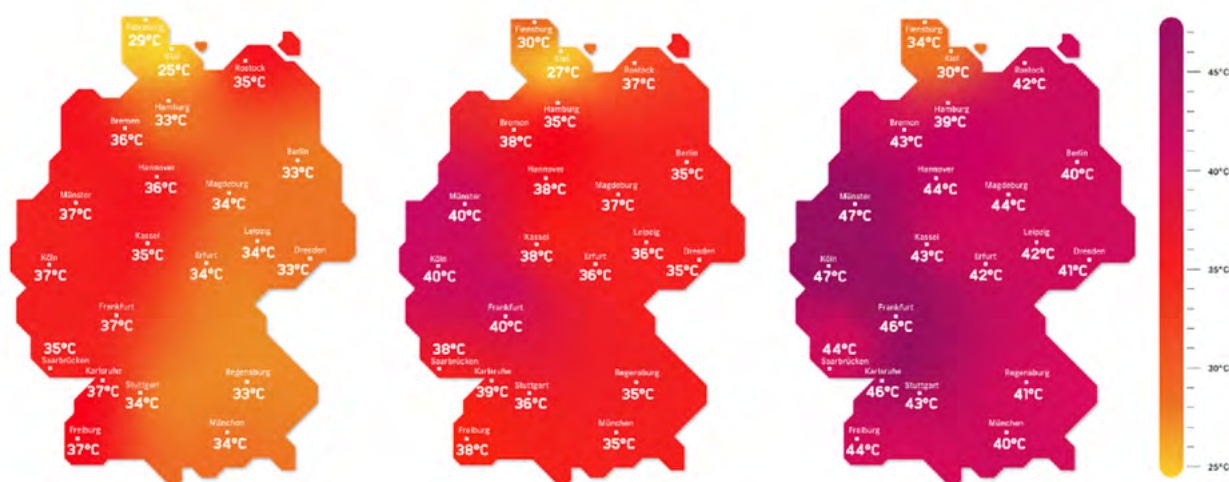 Flensburg
29°C
Kiel
25°C
Rostock
35°C
Hamburg
33°C
Bremen
36°C
Berlin
33°C
Hannover
36°C
Magdeburg
34°C
Münster
37°C
Leipzig
34°C
Kassel
35°C
Dresden
33°C
Erfurt
34°C
Köln
37°C
Frankfurt
37°C
35°C
Saarbrücken
Karlsruhe
37°C
Stuttgart
34°C
Regensburg
33°C
München
34°C
Freiburg
37°C
Flensburg
30°C
Kiel
27°C
Rostock
37°C
Hamburg
35°C
Bremen
38°C
Berlin
35°C
Hannover
38°C
Magdeburg
37°C
Münster
40°C
Leipzig
36°C
Kassel
38°C
Dresden
35°C
Erfurt
36°C
Köln
40°C
Frankfurt
40°C
38°C
Saarbrücken
Karlsruhe
39°C
Stuttgart
36°C
Regensburg
35°C
München
35°C
Freiburg
38°C
Flensburg
34°C
Kiel
30°C
Rostock
42°C
Hamburg
39°C
Bremen
43°C
Berlin
40°C
Hannover
44°C
Magdeburg
44°C
Münster
47°C
Leipzig
42°C
Kassel
43°C
Dresden
41°C
Erfurt
42°C
Köln
47°C
Frankfurt
46°C
44°C
Saarbrücken
Karlsruhe
46°C
Stuttgart
43°C
Regensburg
41°C
München
40°C
Freiburg
44°C
45°C
40°C
35°C
30°C
25°C